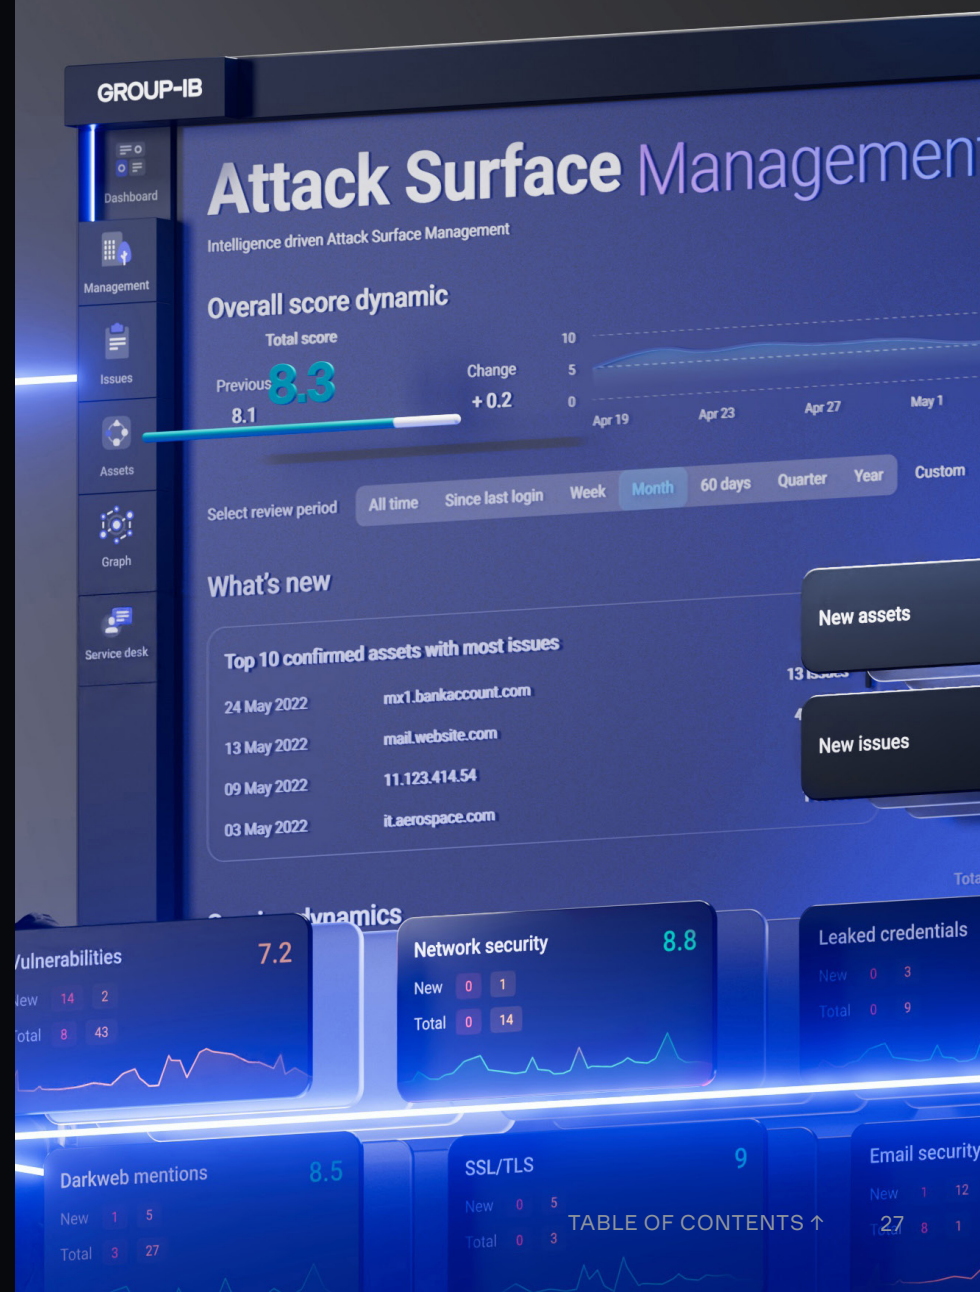 GROUP-IB
Dashboard
Management
Issues
Assets
Graph
Service desk
Attack Surface Management
Intelligence driven Attack Surface Management
Overall score dynamic
Total score
8.3
Previous
8.1
Change
+ 0.2
10
5
0
Apr 19
Apr 23
Apr 27
May 1
Select review period
All time
Since last login
Week
Month
60 days
Quarter
Year
Custom
What's new
Top 10 confirmed assets with most issues
24 May 2022 mx1.bankaccount.com 13 issues
13 May 2022 mail.website.com 4
09 May 2022 11.123.414.54
03 May 2022 it.aerospace.com
New assets
New issues
dynamics
Vulnerabilities 7.2
New 14 2
Total 8 43
Network security 8.8
New 0 1
Total 0 14
Leaked credentials
New 0 3
Total 0 9
Darkweb mentions 8.5
New 1 5
Total 3 27
SSL/TLS 9
New 0 5
Total 0 3
Email security
New 1 12
Total 8 1
TABLE OF CONTENTS ↑ 27